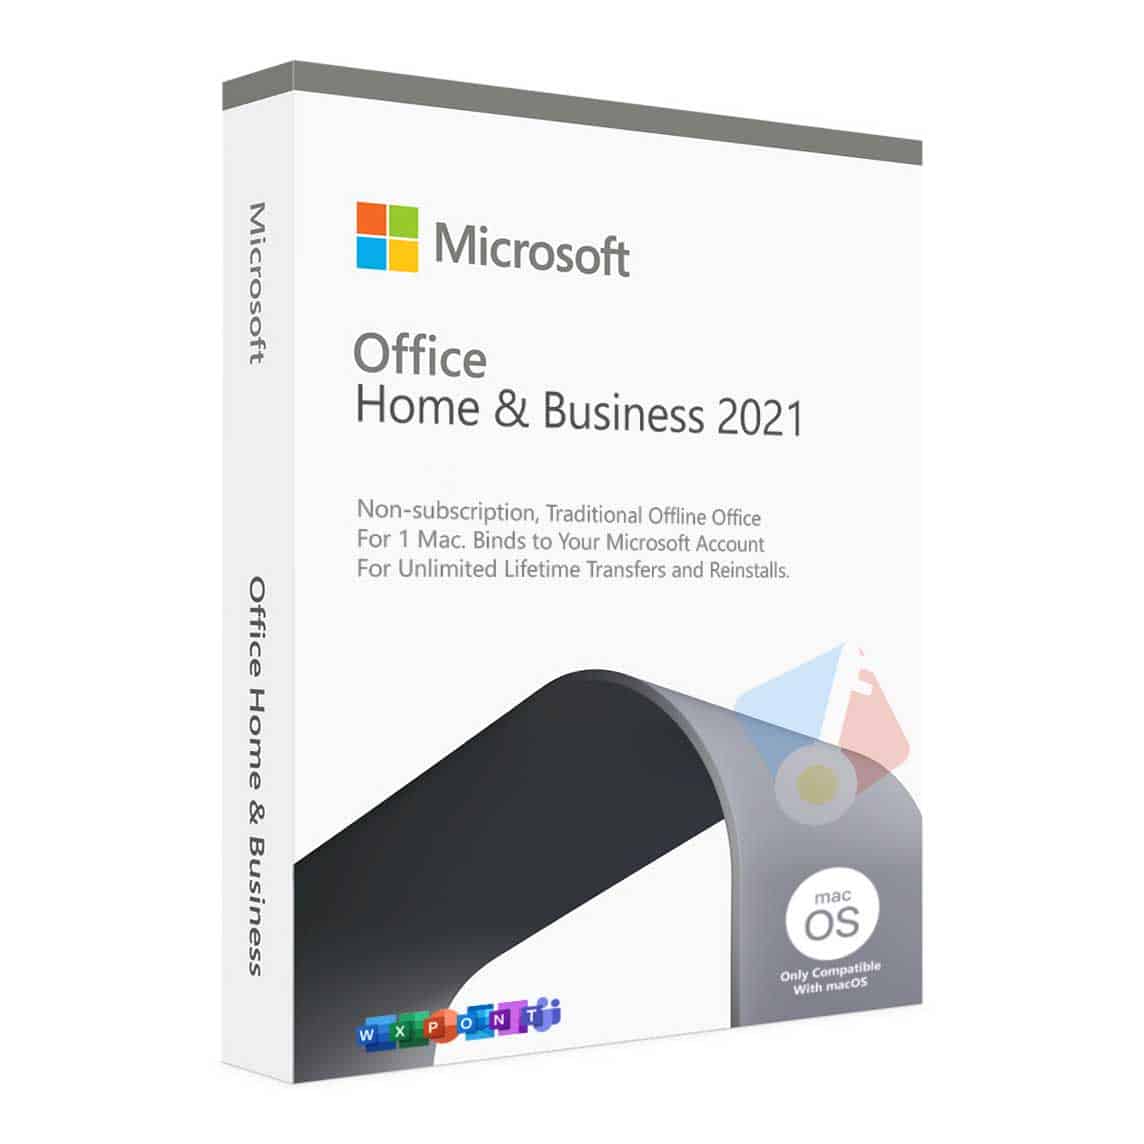 Microsoft
Office
Home & Business 2021
Non-subscription, Traditional Offline Office
For 1 Mac. Binds to Your Microsoft Account
For Unlimited Lifetime Transfers and Reinstalls.
mac
OS
Only Compatible
With macOS
W X P O N T
Microsoft
Office Home & Business